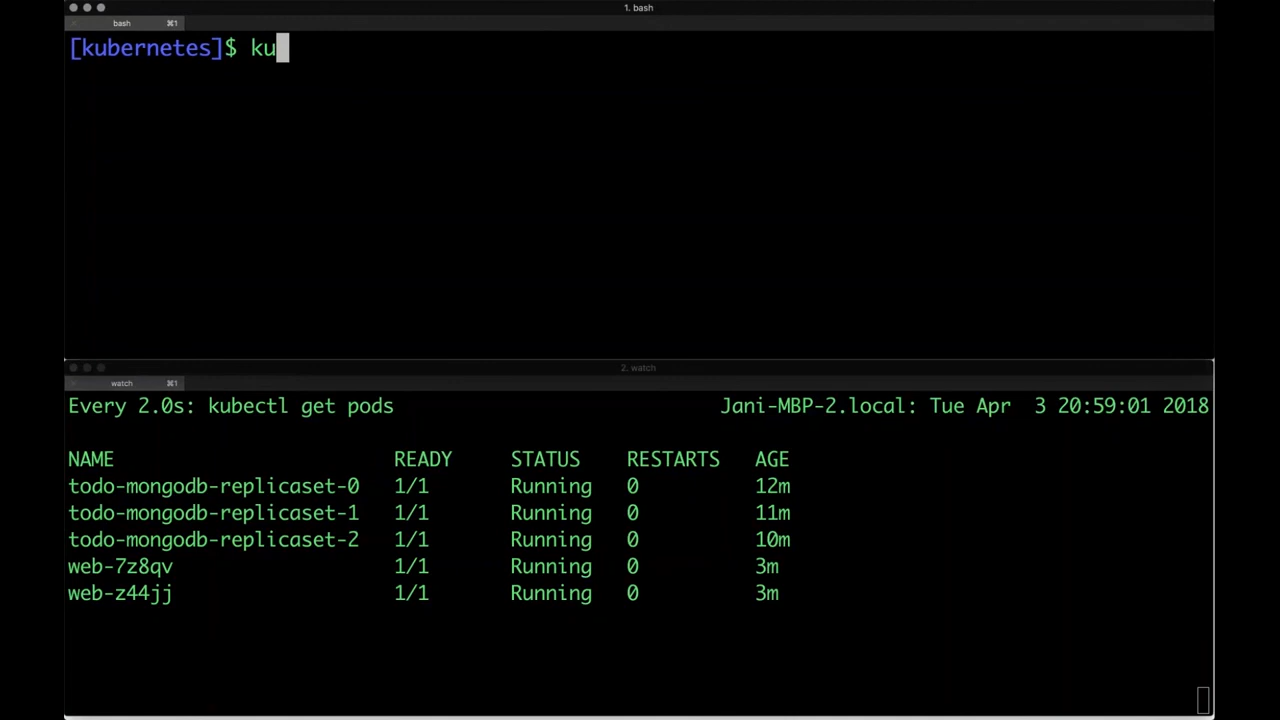 1. bash
bash ⌘1
[kubernetes]$ ku
2. watch
watch ⌘1
Every 2.0s: kubectl get pods Jani-MBP-2.local: Tue Apr 3 20:59:01 2018
NAME READY STATUS RESTARTS AGE
todo-mongodb-replicaset-0 1/1 Running 0 12m
todo-mongodb-replicaset-1 1/1 Running 0 11m
todo-mongodb-replicaset-2 1/1 Running 0 10m
web-7z8qv 1/1 Running 0 3m
web-z44jj 1/1 Running 0 3m